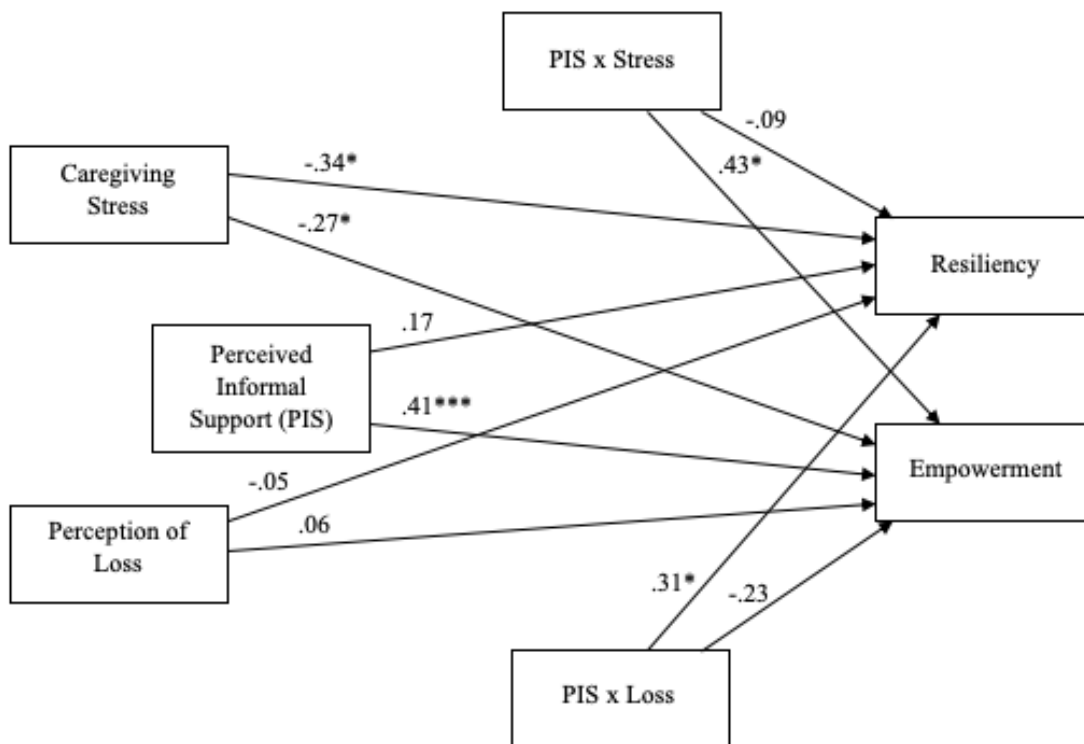 PIS x Stress
-.09
.43*
Caregiving
Stress
-.34*
-.27*
Resiliency
.17
Perceived
Informal
Support (PIS)
.41***
Empowerment
-.05
Perception of
Loss
.06
.31*
-.23
PIS x Loss